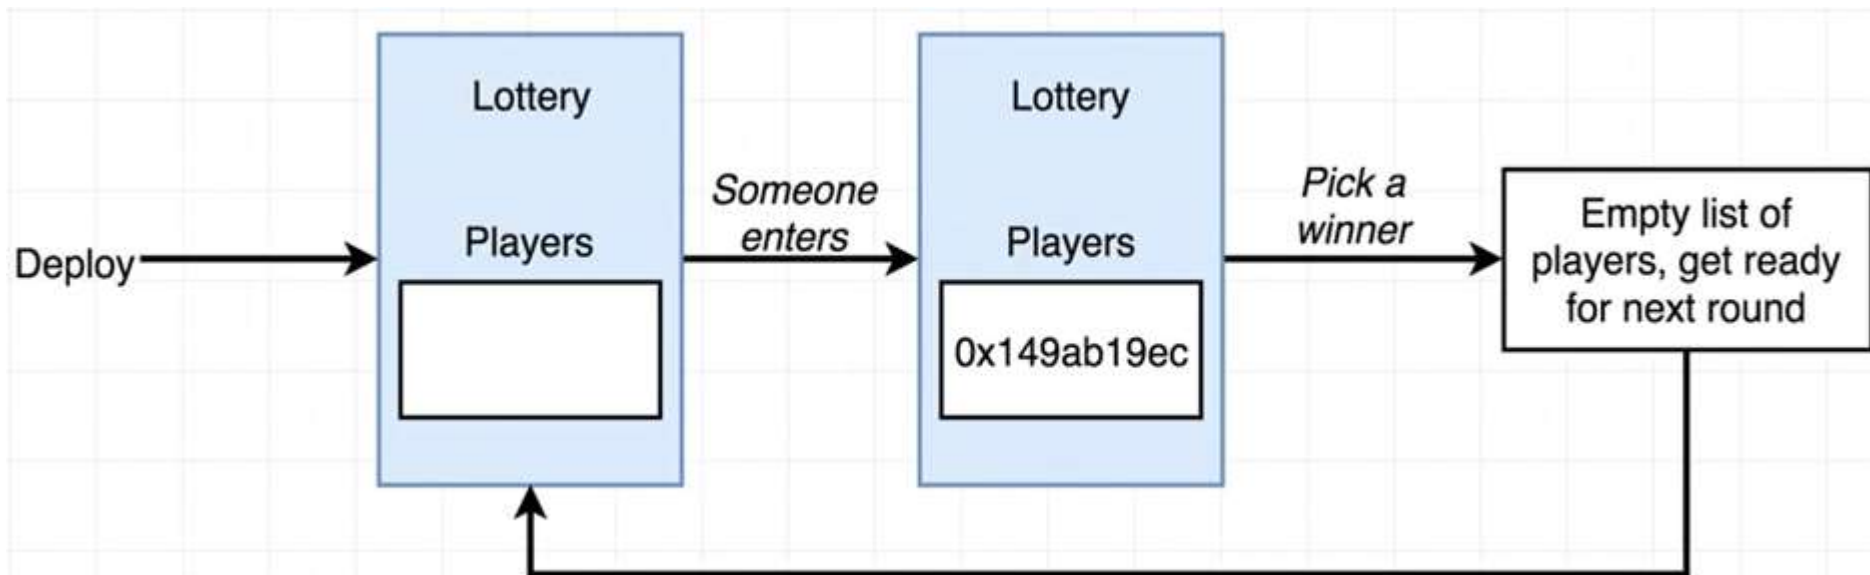 Deploy
Lottery
Players
Someone
enters
Lottery
Players
0x149ab19ec
Pick a
winner
Empty list of
players, get ready
for next round